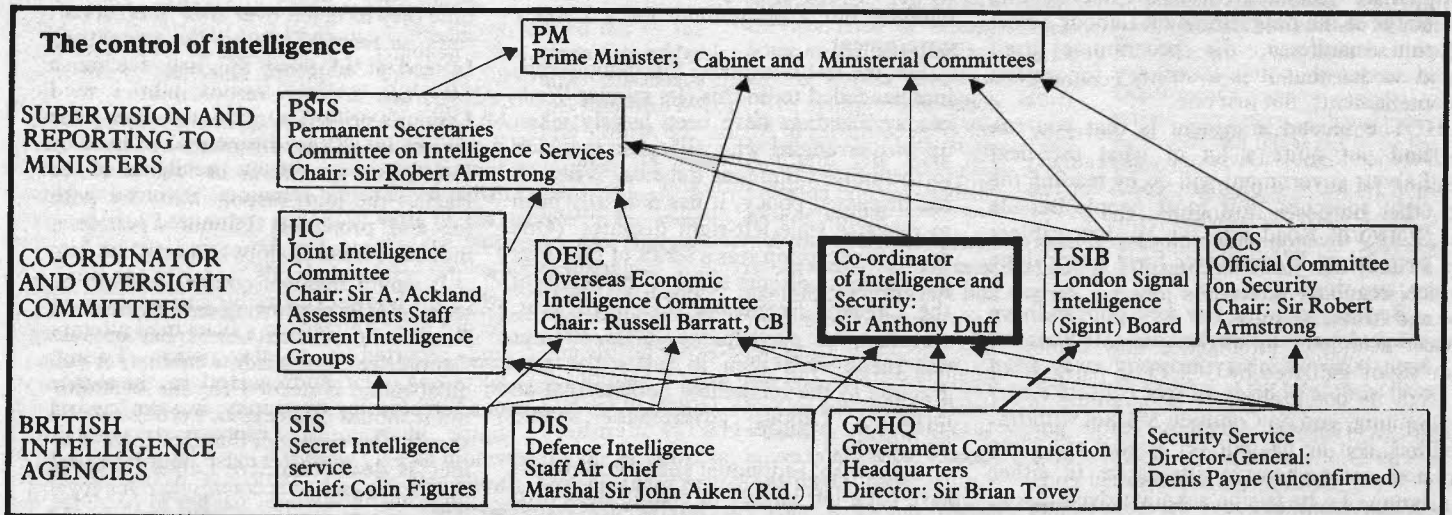 The control of intelligence
PM
Prime Minister; Cabinet and Ministerial Committees
SUPERVISION AND
REPORTING TO
MINISTERS
PSIS
Permanent Secretaries
Committee on Intelligence Services
Chair: Sir Robert Armstrong
CO-ORDINATOR
AND OVERSIGHT
COMMITTEES
JIC
Joint Intelligence
Committee
Chair: Sir A. Ackland
Assessments Staff
Current Intelligence
Groups
OEIC
Overseas Economic
Intelligence Committee
Chair: Russell Barratt, CB
Co-ordinator
of Intelligence and
Security:
Sir Anthony Duff
LSIB
London Signal
Intelligence
(Sigint) Board
OCS
Official Committee
on Security
Chair: Sir Robert
Armstrong
BRITISH
INTELLIGENCE
AGENCIES
SIS
Secret Intelligence
service
Chief: Colin Figures
DIS
Defence Intelligence
Staff Air Chief
Marshal Sir John Aiken (Rtd.)
GCHQ
Government Communication
Headquarters
Director: Sir Brian Tovey
Security Service
Director-General:
Denis Payne (unconfirmed)